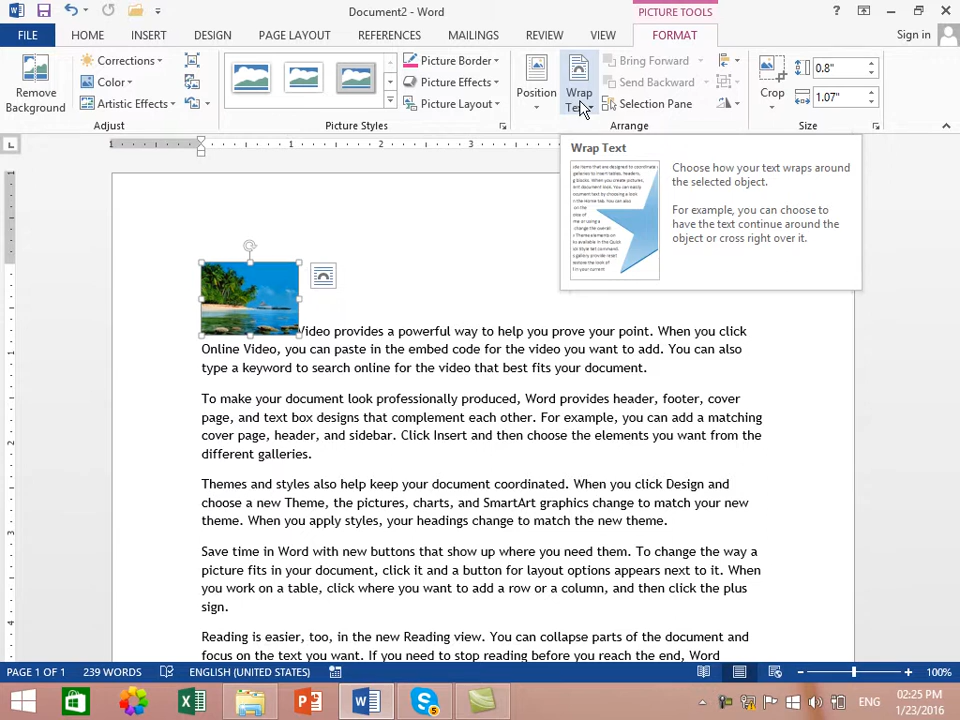 Document2 - Word
PICTURE TOOLS
FILE
HOME
INSERT
DESIGN
PAGE LAYOUT
REFERENCES
MAILINGS
REVIEW
VIEW
FORMAT
Sign in
Remove
Background
Corrections
Color
Artistic Effects
Adjust
Picture Styles
Picture Border
Picture Effects
Picture Layout
Position
Wrap
Text
Bring Forward
Send Backward
Selection Pane
Arrange
Crop
0.8"
1.07"
Size
Wrap Text
Choose how your text wraps around
the selected object.
For example, you can choose to
have the text continue around the
object or cross right over it.
Video provides a powerful way to help you prove your point. When you click
Online Video, you can paste in the embed code for the video you want to add. You can also
type a keyword to search online for the video that best fits your document.
To make your document look professionally produced, Word provides header, footer, cover
page, and text box designs that complement each other. For example, you can add a matching
cover page, header, and sidebar. Click Insert and then choose the elements you want from the
different galleries.
Themes and styles also help keep your document coordinated. When you click Design and
choose a new Theme, the pictures, charts, and SmartArt graphics change to match your new
theme. When you apply styles, your headings change to match the new theme.
Save time in Word with new buttons that show up where you need them. To change the way a
picture fits in your document, click it and a button for layout options appears next to it. When
you work on a table, click where you want to add a row or a column, and then click the plus
sign.
Reading is easier, too, in the new Reading view. You can collapse parts of the document and
focus on the text you want. If you need to stop reading before you reach the end, Word
PAGE 1 OF 1
239 WORDS
ENGLISH (UNITED STATES)
100%
ENG
02:25 PM
1/23/2016